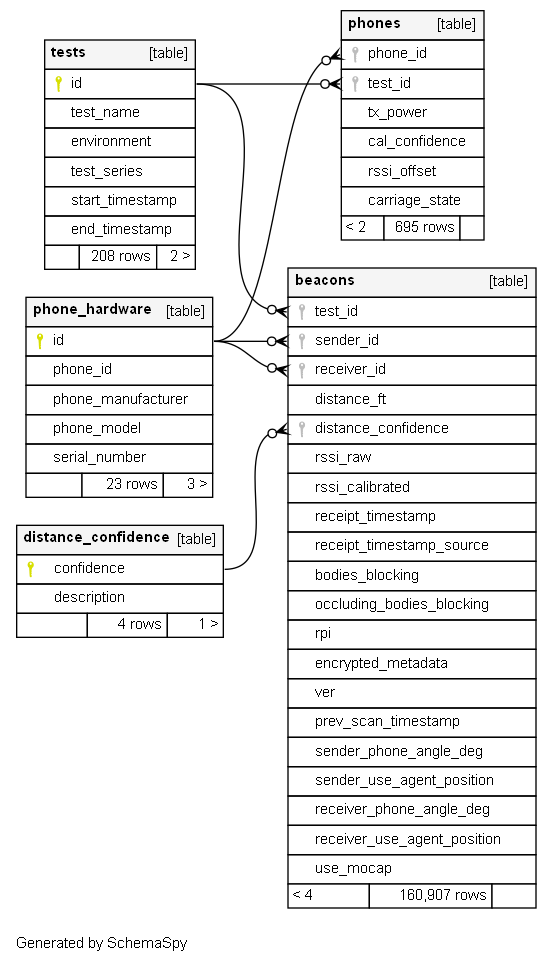 tests [table]
id
test_name
environment
test_series
start_timestamp
end_timestamp
208 rows 2 >
phones [table]
phone_id
test_id
tx_power
cal_confidence
rssi_offset
carriage_state
< 2 695 rows
phone_hardware [table]
id
phone_id
phone_manufacturer
phone_model
serial_number
23 rows 3 >
distance_confidence [table]
confidence
description
4 rows 1 >
beacons [table]
test_id
sender_id
receiver_id
distance_ft
distance_confidence
rssi_raw
rssi_calibrated
receipt_timestamp
receipt_timestamp_source
bodies_blocking
occluding_bodies_blocking
rpi
encrypted_metadata
ver
prev_scan_timestamp
sender_phone_angle_deg
sender_use_agent_position
receiver_phone_angle_deg
receiver_use_agent_position
use_mocap
< 4 160,907 rows
Generated by SchemaSpy